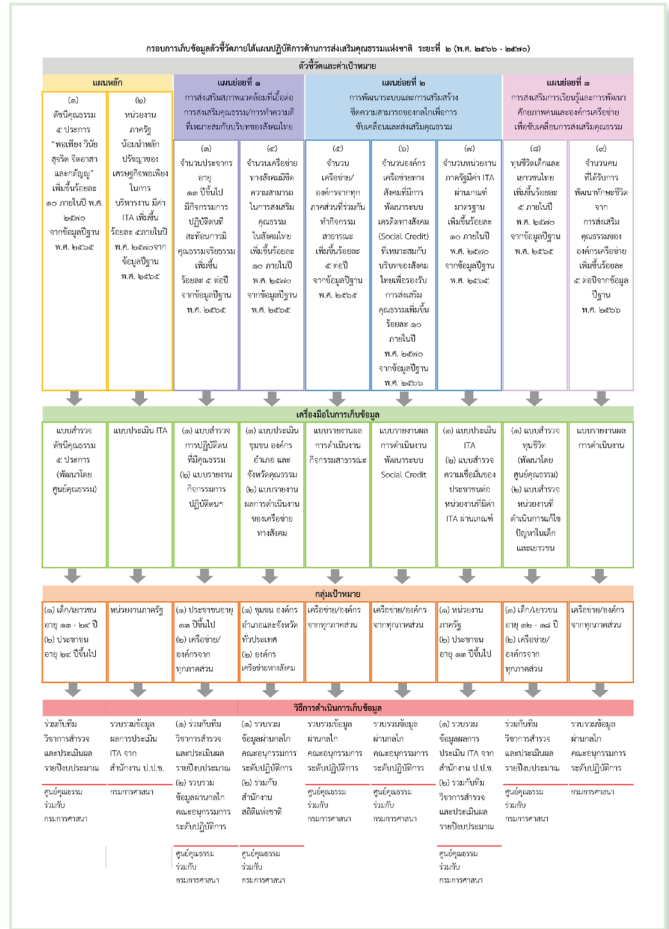 กรอบการเก็บข้อมูลตัวชี้วัดภายใต้แผนปฏิบัติการด้านการส่งเสริมคุณธรรมแห่งชาติ ระยะที่ ๒ (พ.ศ. ๒๕๖๖ - ๒๕๗๐)
ตัวชี้วัดและค่าเป้าหมาย
แผนหลัก
(๑)
ดัชนีคุณธรรม
๕ ประการ
"พอเพียง วินัย
สุจริต จิตอาสา
และกตัญญู"
เพิ่มขึ้นร้อยละ
๑๐ ภายในปี พ.ศ.
๒๕๗๐
จากข้อมูลปีฐาน
พ.ศ. ๒๕๖๕
(๒)
หน่วยงาน
ภาครัฐ
น้อมนำหลัก
ปรัชญาของ
เศรษฐกิจพอเพียง
ในการ
บริหารงาน มีค่า
ITA เพิ่มขึ้น
ร้อยละ ๕ภายในปี
พ.ศ. ๒๕๗๐จาก
ข้อมูลปีฐาน
พ.ศ. ๒๕๖๕
แผนย่อยที่ ๑
การส่งเสริมสภาพแวดล้อมที่เอื้อต่อ
การส่งเสริมคุณธรรม/การทำความดี
ที่เหมาะสมกับบริบทของสังคมไทย
(๓)
จำนวนประชากร
อายุ
๑๓ ปีขึ้นไป
มีกิจกรรมการ
ปฏิบัติตนที่
สะท้อนการมี
คุณธรรมจริยธรรม
เพิ่มขึ้น
ร้อยละ ๕ ต่อปี
จากข้อมูลปีฐาน
พ.ศ. ๒๕๖๕
(๔)
จำนวนเครือข่าย
ทางสังคมมีขีด
ความสามารถ
ในการส่งเสริม
คุณธรรม
ในสังคมไทย
เพิ่มขึ้นร้อยละ
๑๐ ภายในปี
พ.ศ. ๒๕๗๐
จากข้อมูลปีฐาน
พ.ศ. ๒๕๖๕
แผนย่อยที่ ๒
การพัฒนาระบบและการเสริมสร้าง
ขีดความสามารถของกลไกเพื่อการ
ขับเคลื่อนและส่งเสริมคุณธรรม
(๕)
จำนวน
เครือข่าย/
องค์กรจากทุก
ภาคส่วนที่ร่วมกัน
ทำกิจกรรม
สาธารณะ
เพิ่มขึ้นร้อยละ
๕ ต่อปี
จากข้อมูลปีฐาน
พ.ศ. ๒๕๖๕
(๖)
จำนวนองค์กร
เครือข่ายทาง
สังคมที่มีการ
พัฒนาระบบ
เครดิตทางสังคม
(Social Credit)
ที่เหมาะสมกับ
บริบทของสังคม
ไทยเพื่อรองรับ
การส่งเสริม
คุณธรรมเพิ่มขึ้น
ร้อยละ ๑๐
ภายในปี
พ.ศ. ๒๕๗๐
จากข้อมูลปีฐาน
พ.ศ. ๒๕๖๖
(๗)
จำนวนหน่วยงาน
ภาครัฐมีค่า ITA
ผ่านเกณฑ์
มาตรฐาน
เพิ่มขึ้นร้อยละ
๑๐ ภายในปี
พ.ศ. ๒๕๗๐
จากข้อมูลปีฐาน
พ.ศ. ๒๕๖๕
แผนย่อยที่ ๓
การส่งเสริมการเรียนรู้และการพัฒนา
ศักยภาพคนและองค์กรเครือข่าย
เพื่อขับเคลื่อนการส่งเสริมคุณธรรม
(๘)
ทุนชีวิตเด็กและ
เยาวชนไทย
เพิ่มขึ้นร้อยละ
๕ ภายในปี
พ.ศ. ๒๕๗๐
จากข้อมูลปีฐาน
พ.ศ. ๒๕๖๕
(๙)
จำนวนคน
ที่ได้รับการ
พัฒนาทักษะชีวิต
จาก
การส่งเสริม
คุณธรรมของ
องค์กรเครือข่าย
เพิ่มขึ้นร้อยละ
๕ ต่อปีจากข้อมูล
ปีฐาน
พ.ศ. ๒๕๖๖
เครื่องมือในการเก็บข้อมูล
แบบสำรวจ
ดัชนีคุณธรรม
๕ ประการ
(พัฒนาโดย
ศูนย์คุณธรรม)
แบบประเมิน ITA
(๑) แบบสำรวจ
การปฏิบัติตน
ที่มีคุณธรรม
(๒) แบบรายงาน
กิจกรรมการ
ปฏิบัติตนฯ
(๑) แบบประเมิน
ชุมชน องค์กร
อำเภอ และ
จังหวัดคุณธรรม
(๒) แบบรายงาน
ผลการดำเนินงาน
ของเครือข่าย
ทางสังคม
แบบรายงานผล
การดำเนินงาน
กิจกรรมสาธารณะ
แบบรายงานผล
การดำเนินงาน
พัฒนาระบบ
Social Credit
(๑) แบบประเมิน
ITA
(๒) แบบสำรวจ
ความเชื่อมั่นของ
ประชาชนต่อ
หน่วยงานที่มีค่า
ITA ผ่านเกณฑ์
(๑) แบบสำรวจ
ทุนชีวิต
(พัฒนาโดย
ศูนย์คุณธรรม)
(๒) แบบสำรวจ
หน่วยงานที่
ดำเนินการแก้ไข
ปัญหาในเด็ก
และเยาวชน
แบบรายงานผล
การดำเนินงาน
กลุ่มเป้าหมาย
(๑) เด็ก/เยาวชน
อายุ ๑๓ - ๒๔ ปี
(๒) ประชาชน
อายุ ๒๕ ปีขึ้นไป
หน่วยงานภาครัฐ
(๑) ประชาชนอายุ
๑๓ ปีขึ้นไป
(๒) เครือข่าย/
องค์กรจาก
ทุกภาคส่วน
(๑) ชุมชน องค์กร
อำเภอและจังหวัด
ทั่วประเทศ
(๒) องค์กร
เครือข่ายทางสังคม
เครือข่าย/องค์กร
จากทุกภาคส่วน
เครือข่าย/องค์กร
จากทุกภาคส่วน
(๑) หน่วยงาน
ภาครัฐ
(๒) ประชาชน
อายุ ๑๓ ปีขึ้นไป
(๑) เด็ก/เยาวชน
อายุ ๑๒ - ๑๘ ปี
(๒) เครือข่าย/
องค์กรจาก
ทุกภาคส่วน
เครือข่าย/องค์กร
จากทุกภาคส่วน
วิธีการดำเนินการเก็บข้อมูล
ร่วมกับทีม
วิชาการสำรวจ
และประเมินผล
รายปีงบประมาณ
ศูนย์คุณธรรม
ร่วมกับ
กรมการศาสนา
รวบรวมข้อมูล
ผลการประเมิน
ITA จาก
สำนักงาน ป.ป.ช.
กรมการศาสนา
(๑) ร่วมกับทีม
วิชาการสำรวจ
และประเมินผล
รายปีงบประมาณ
(๒) รวบรวม
ข้อมูลผ่านกลไก
คณะอนุกรรมการ
ระดับปฏิบัติการ
ศูนย์คุณธรรม
ร่วมกับ
กรมการศาสนา
(๑) รวบรวม
ข้อมูลผ่านกลไก
คณะอนุกรรมการ
ระดับปฏิบัติการ
(๒) ร่วมกับ
สำนักงาน
สถิติแห่งชาติ
ศูนย์คุณธรรม
ร่วมกับ
กรมการศาสนา
รวบรวมข้อมูล
ผ่านกลไก
คณะอนุกรรมการ
ระดับปฏิบัติการ
ศูนย์คุณธรรม
ร่วมกับ
กรมการศาสนา
รวบรวมข้อมูล
ผ่านกลไก
คณะอนุกรรมการ
ระดับปฏิบัติการ
ศูนย์คุณธรรม
ร่วมกับ
กรมการศาสนา
(๑) รวบรวม
ข้อมูลผลการ
ประเมิน ITA จาก
สำนักงาน ป.ป.ช.
(๒) ร่วมกับทีม
วิชาการสำรวจ
และประเมินผล
รายปีงบประมาณ
ศูนย์คุณธรรม
ร่วมกับ
กรมการศาสนา
ร่วมกับทีม
วิชาการสำรวจ
และประเมินผล
รายปีงบประมาณ
ศูนย์คุณธรรม
ร่วมกับ
กรมการศาสนา
รวบรวมข้อมูล
ผ่านกลไก
คณะอนุกรรมการ
ระดับปฏิบัติการ
กรมการศาสนา